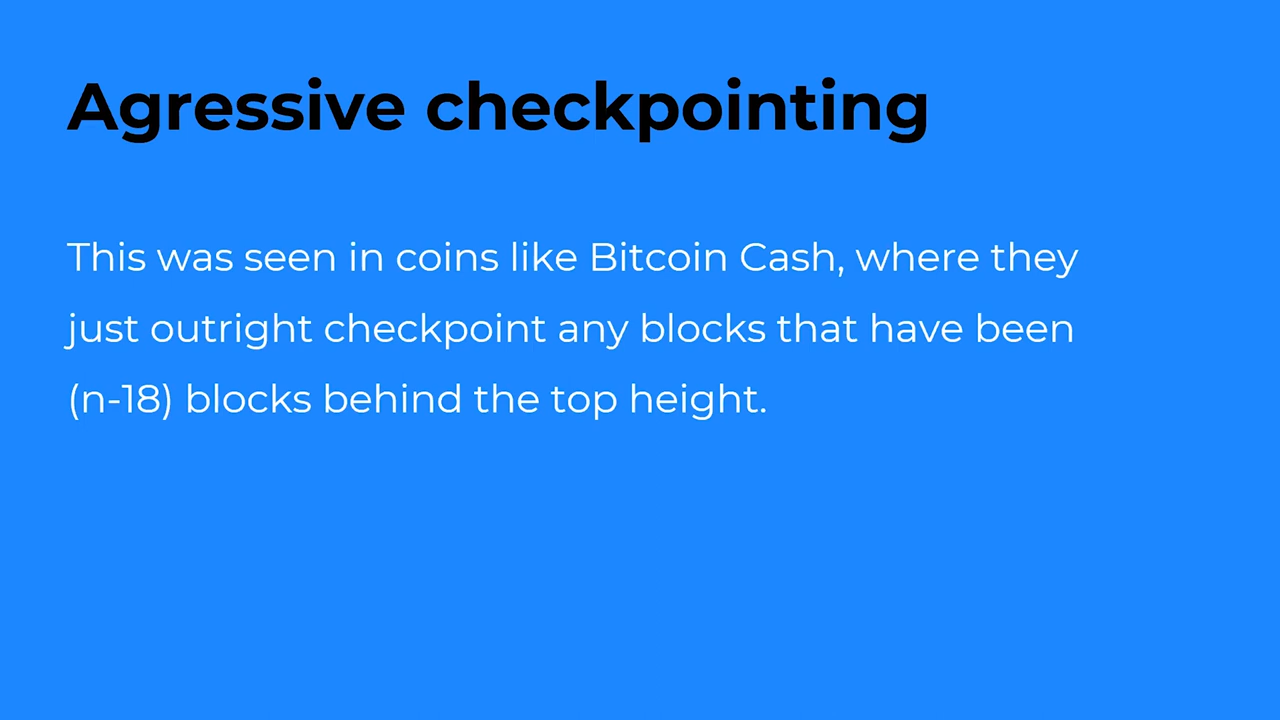 Agressive checkpointing
This was seen in coins like Bitcoin Cash, where they
just outright checkpoint any blocks that have been
(n-18) blocks behind the top height.